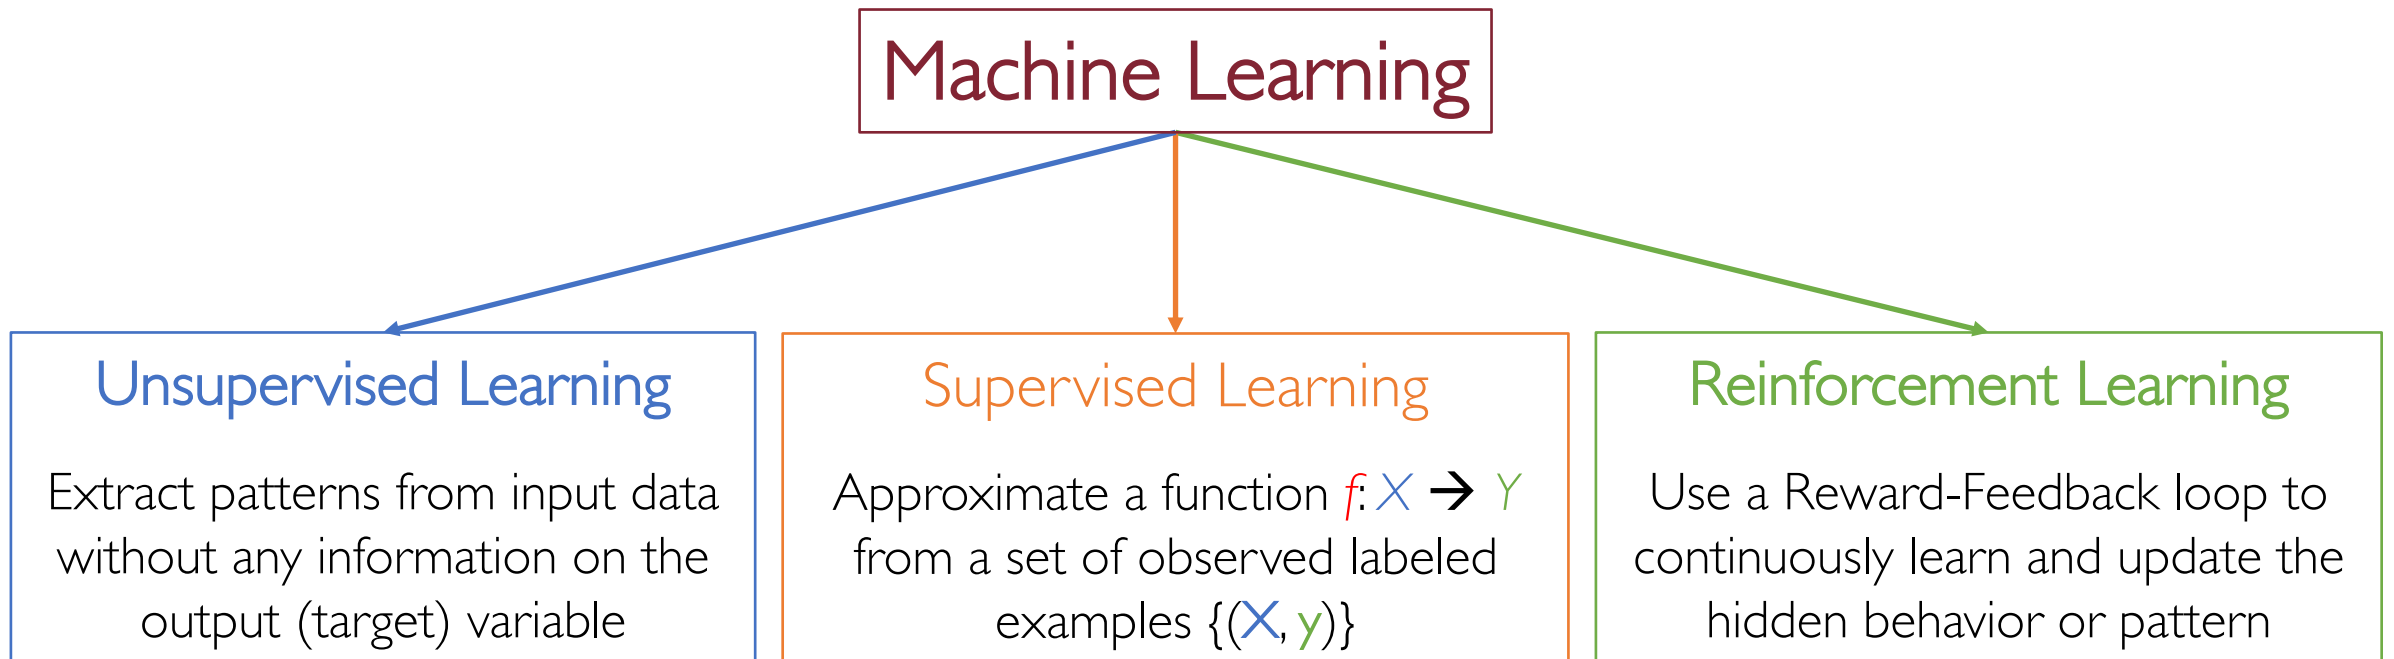 Machine Learning
Unsupervised Learning
Extract patterns from input data
without any information on the
output (target) variable
Supervised Learning
Approximate a function f: X → Y
from a set of observed labeled
examples {(X, y)}
Reinforcement Learning
Use a Reward-Feedback loop to
continuously learn and update the
hidden behavior or pattern